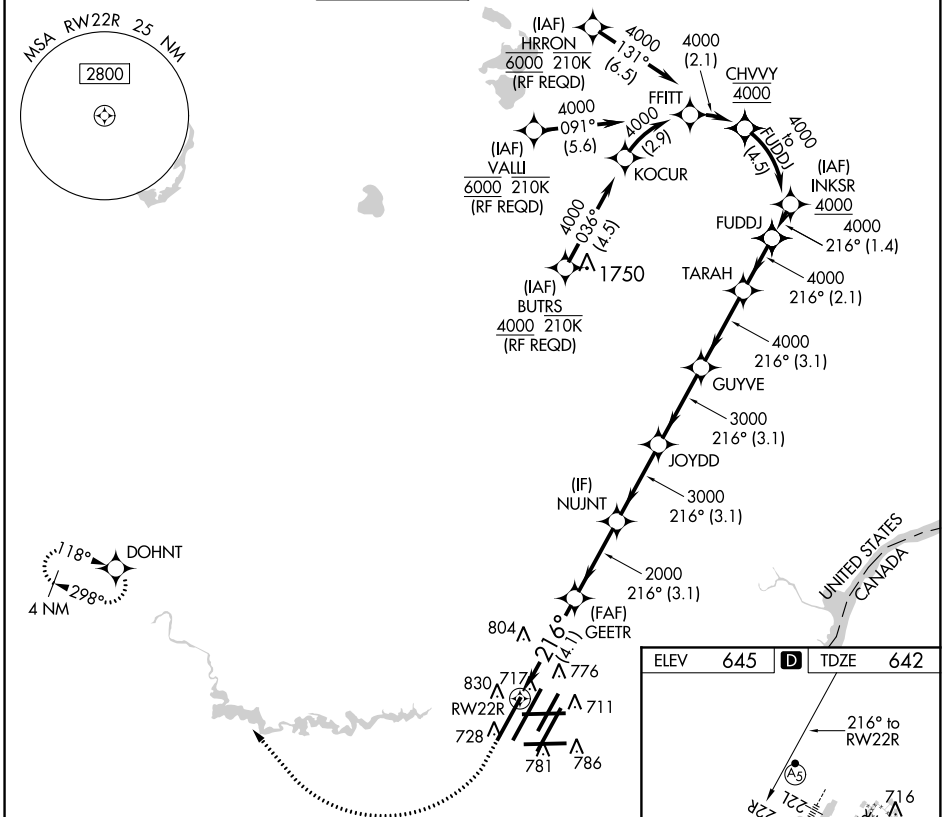 MSA RW22R 25 NM
2800
(IAF)
HRRON
6000 210K
(RF REQD)
4000
131°
(6.5)
4000
(2.1)
CHVVY
4000
FFITT
4000
091°
(5.6)
(IAF)
VALLI
6000 210K
(RF REQD)
4000
(2.9)
KOCUR
4000
to
FUDDJ
(4.5)
(IAF)
INKSR
4000
4000
216° (1.4)
FUDDJ
4000
036°
(4.5)
1750
(IAF)
BUTRS
4000 210K
(RF REQD)
TARAH
4000
216° (2.1)
4000
216° (3.1)
GUYVE
3000
216° (3.1)
JOYDD
(IF)
NUJNT
3000
216° (3.1)
118°
DOHNT
298°
4 NM
2000
216° (3.1)
(FAF)
GEETR
UNITED STATES
CANADA
804
216°
(4.1)
776
830
717
RW22R
711
728
781
786
ELEV 645 D TDZE 642
216° to
RW22R
A5
22R
22L
716